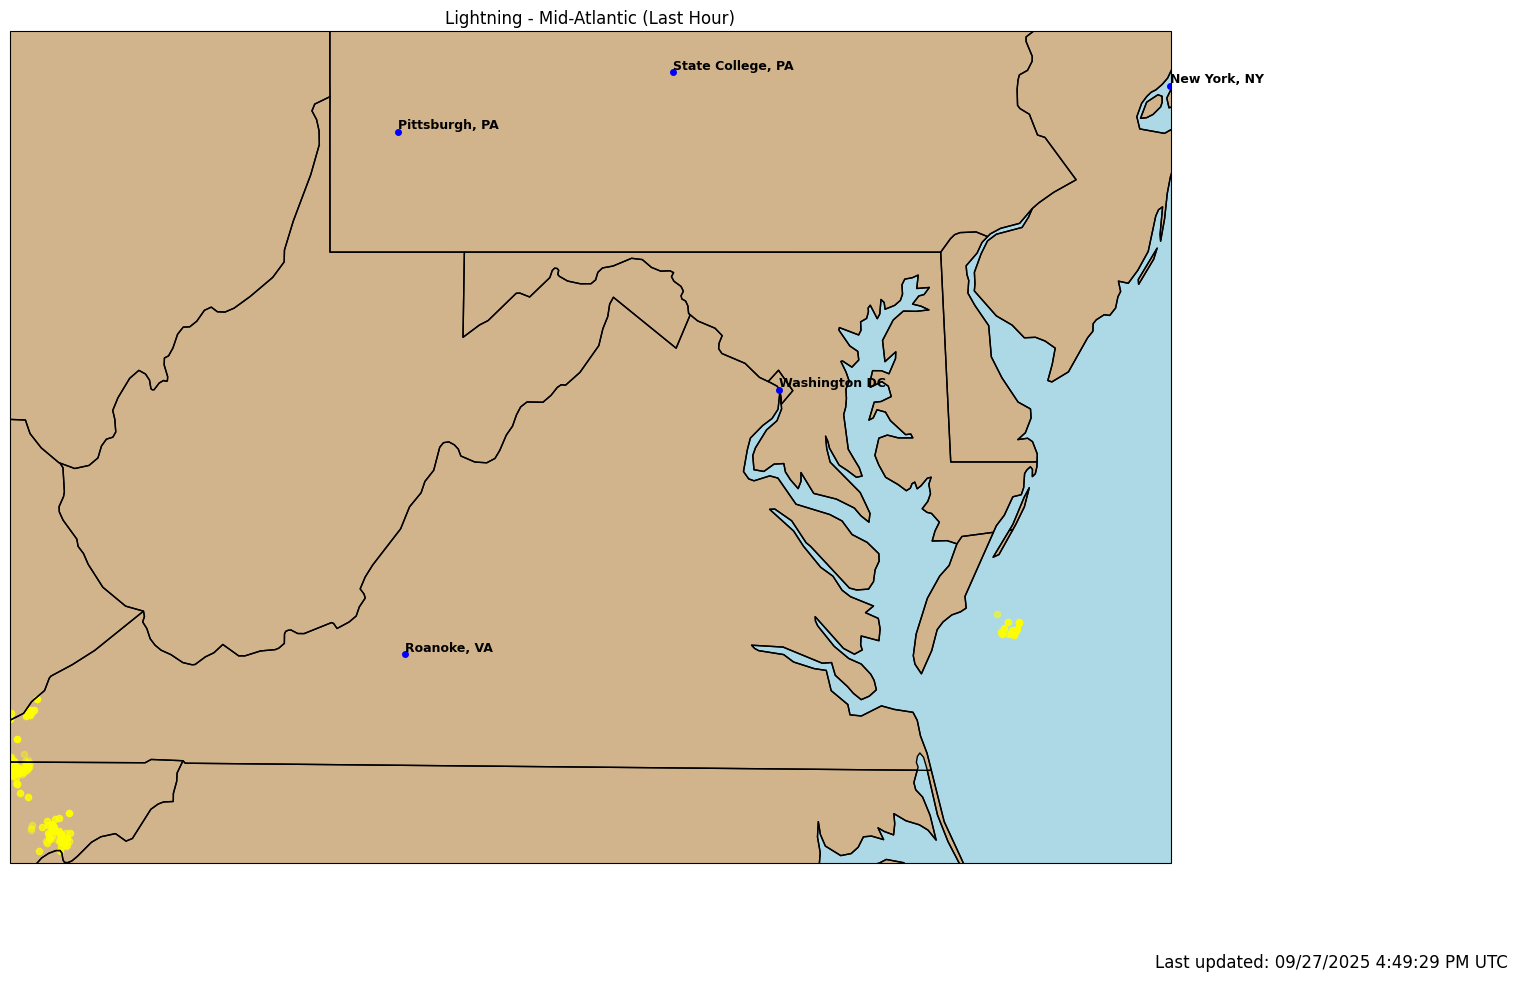 Lightning - Mid-Atlantic (Last Hour)
State College, PA
New York, NY
Pittsburgh, PA
Washington DC
Roanoke, VA
Last updated: 09/27/2025 4:49:29 PM UTC